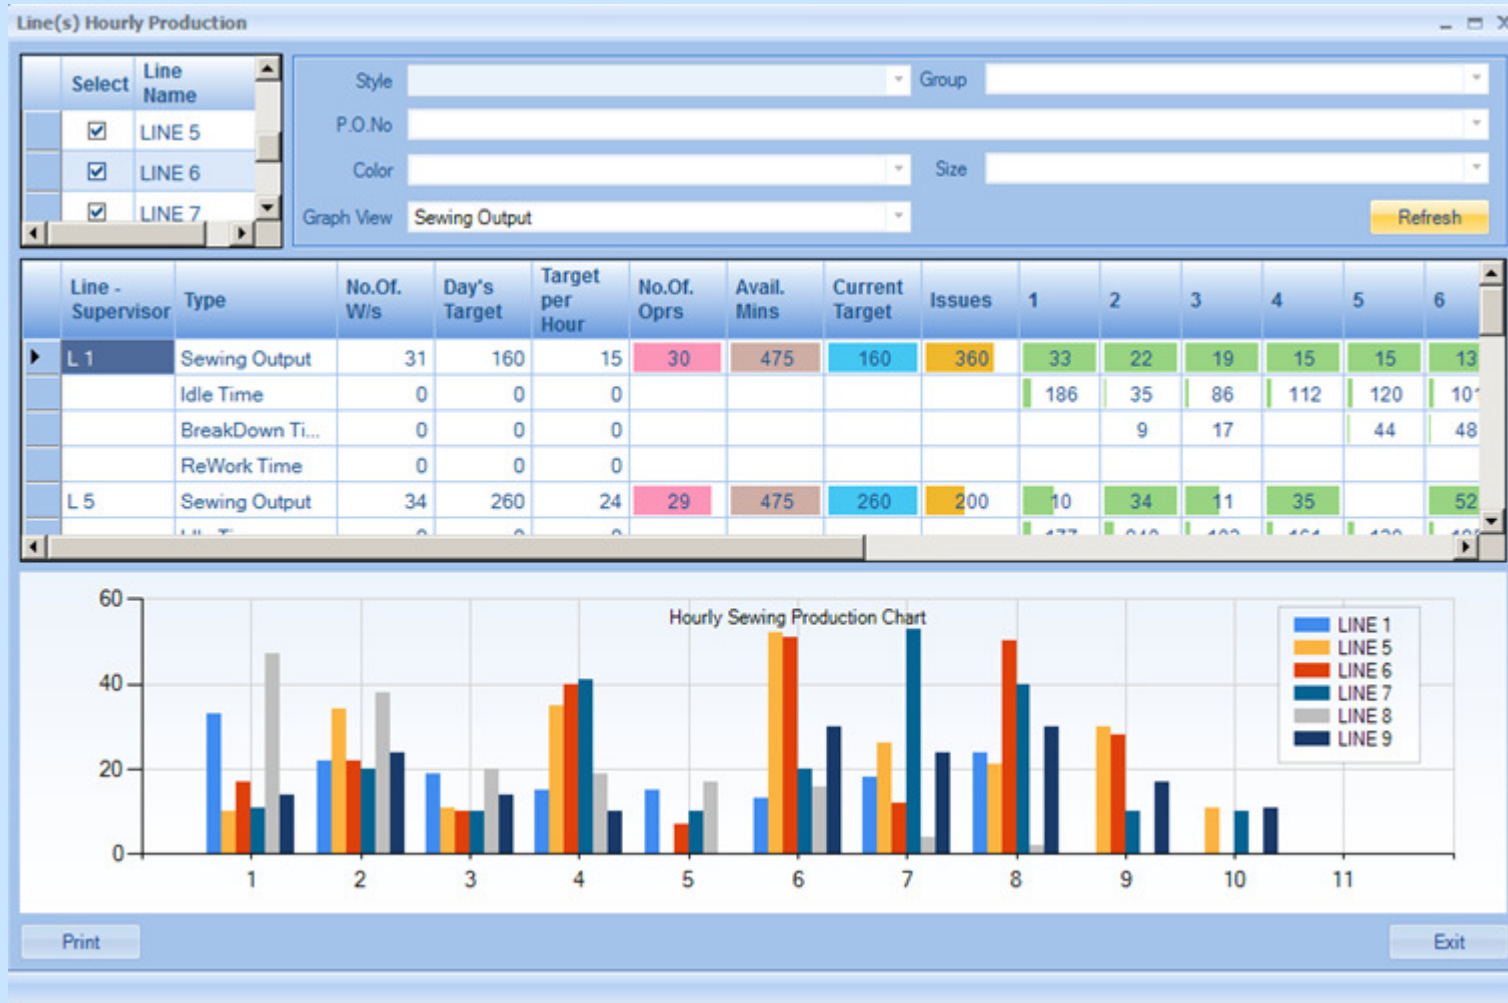 Line(s) Hourly Production
Select Line Name
LINE 5
LINE 6
LINE 7
Style
Group
P.O.No
Color
Size
Graph View Sewing Output
Refresh
Line - Supervisor Type No.Of. W/s Day's Target Target per Hour No.Of. Oprs Avail. Mins Current Target Issues 1 2 3 4 5 6
L 1 Sewing Output 31 160 15 30 475 160 360 33 22 19 15 15 13
Idle Time 0 0 0 186 35 86 112 120
BreakDown Ti... 0 0 0 9 17 44 48
ReWork Time 0 0 0
L 5 Sewing Output 34 260 24 29 475 260 200 10 34 11 35 52
Hourly Sewing Production Chart
60
40
20
0
1 2 3 4 5 6 7 8 9 10 11
LINE 1
LINE 5
LINE 6
LINE 7
LINE 8
LINE 9
Print
Exit